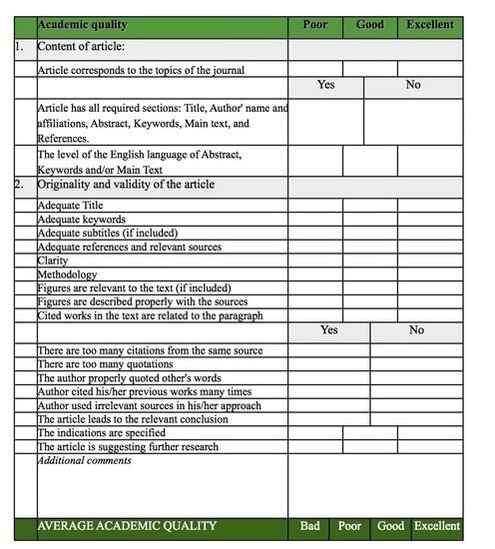 Academic quality Poor Good Excellent
1. Content of article:
Article corresponds to the topics of the journal
Yes No
Article has all required sections: Title, Author' name and
affiliations, Abstract, Keywords, Main text, and
References.
The level of the English language of Abstract,
Keywords and/or Main Text
2. Originality and validity of the article
Adequate Title
Adequate keywords
Adequate subtitles (if included)
Adequate references and relevant sources
Clarity
Methodology
Figures are relevant to the text (if included)
Figures are described properly with the sources
Cited works in the text are related to the paragraph
Yes No
There are too many citations from the same source
There are too many quotations
The author properly quoted other's words
Author cited his/her previous works many times
Author used irrelevant sources in his/her approach
The article leads to the relevant conclusion
The indications are specified
The article is suggesting further research
Additional comments
AVERAGE ACADEMIC QUALITY Bad Poor Good Excellent